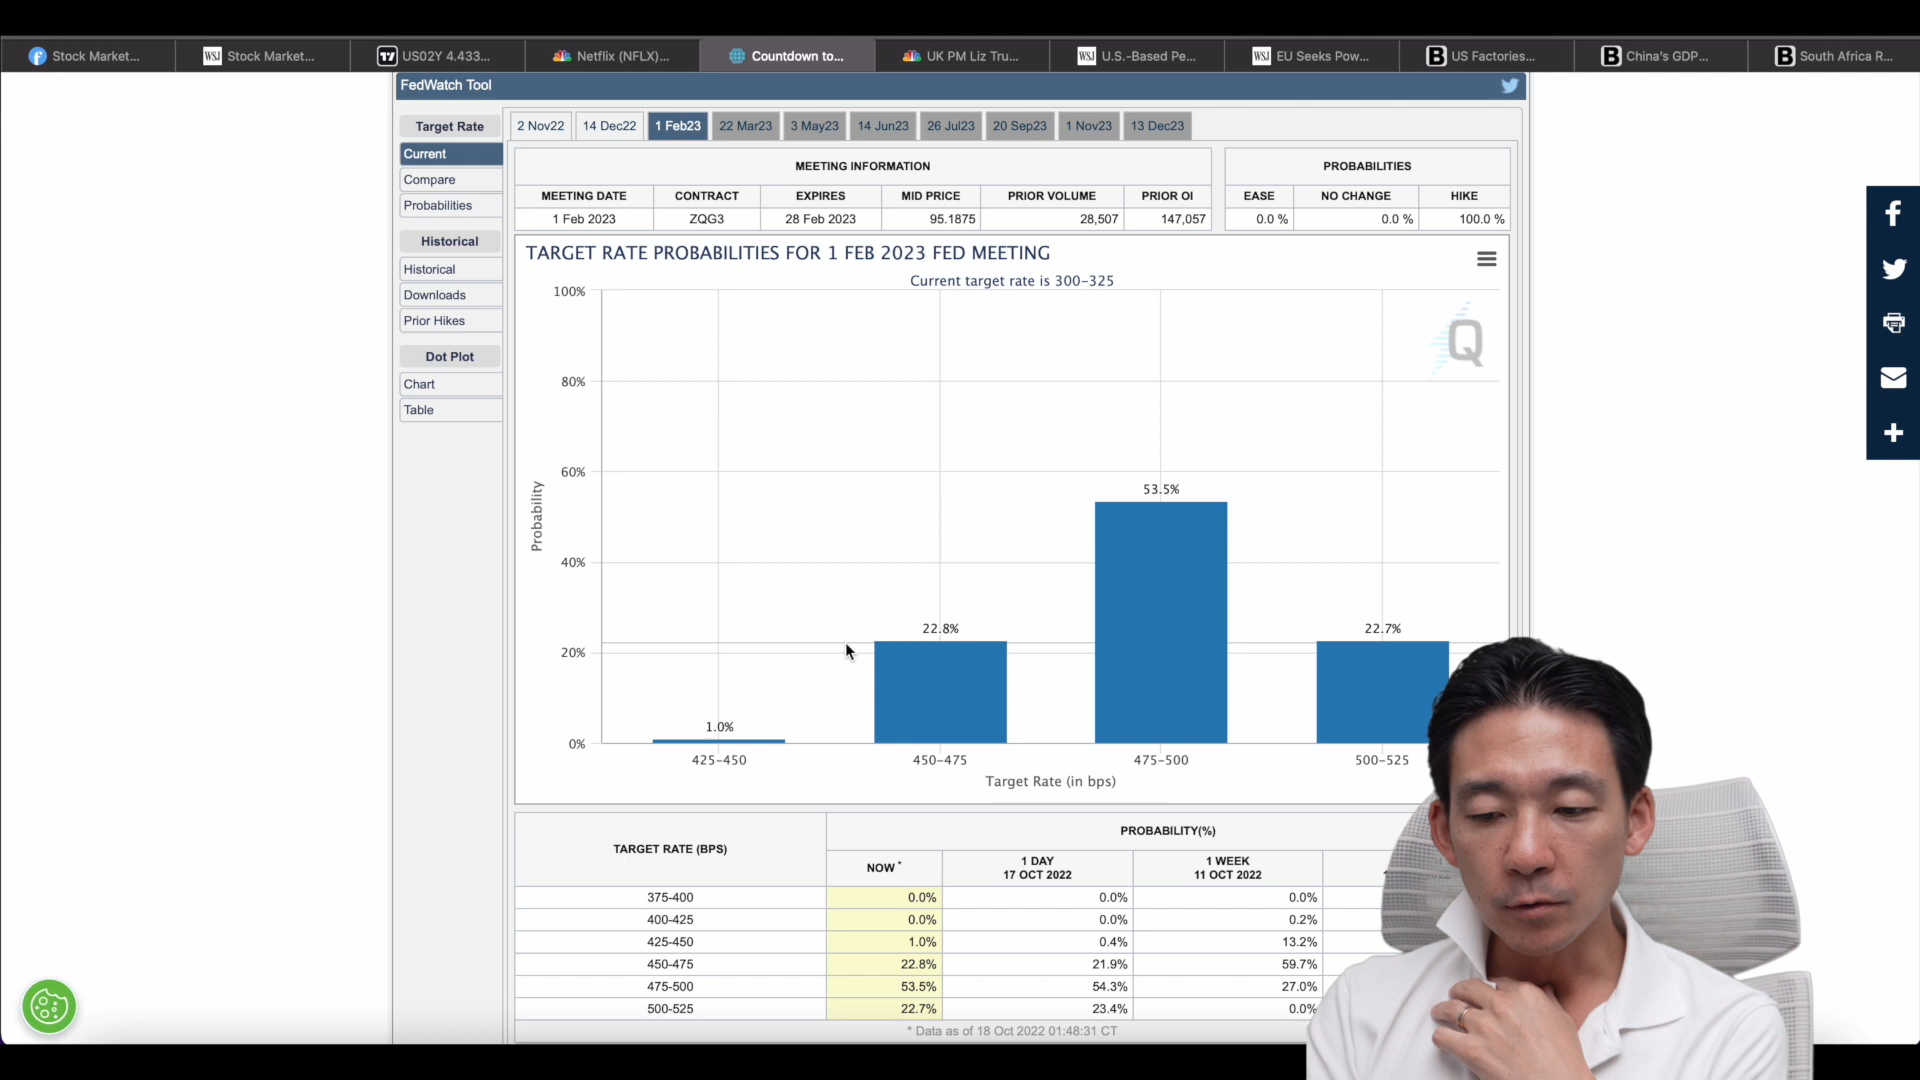 Stock Market...
WSJ Stock Market...
US02Y 4.433...
Netflix (NFLX)...
Countdown to...
UK PM Liz Tru...
WSJ U.S.-Based Pe...
WSJ EU Seeks Pow...
B US Factories...
B China's GDP...
B South Africa R...
FedWatch Tool
Target Rate
Current
Compare
Probabilities
Historical
Historical
Downloads
Prior Hikes
Dot Plot
Chart
Table
2 Nov22 14 Dec22 1 Feb23 22 Mar23 3 May23 14 Jun23 26 Jul23 20 Sep23 1 Nov23 13 Dec23
MEETING INFORMATION
MEETING DATE CONTRACT EXPIRES MID PRICE PRIOR VOLUME PRIOR OI
1 Feb 2023 ZQG3 28 Feb 2023 95.1875 28,507 147,057
PROBABILITIES
EASE NO CHANGE HIKE
0.0 % 0.0 % 100.0 %
TARGET RATE PROBABILITIES FOR 1 FEB 2023 FED MEETING
Current target rate is 300-325
Q
Probability
100%
80%
60%
40%
20%
0%
1.0%
22.8%
53.5%
22.7%
425-450 450-475 475-500 500-525
Target Rate (in bps)
TARGET RATE (BPS) PROBABILITY(%)
NOW *
1 DAY
17 OCT 2022
1 WEEK
11 OCT 2022
375-400 0.0% 0.0% 0.0%
400-425 0.0% 0.0% 0.2%
425-450 1.0% 0.4% 13.2%
450-475 22.8% 21.9% 59.7%
475-500 53.5% 54.3% 27.0%
500-525 22.7% 23.4% 0.0%
* Data as of 18 Oct 2022 01:48:31 CT